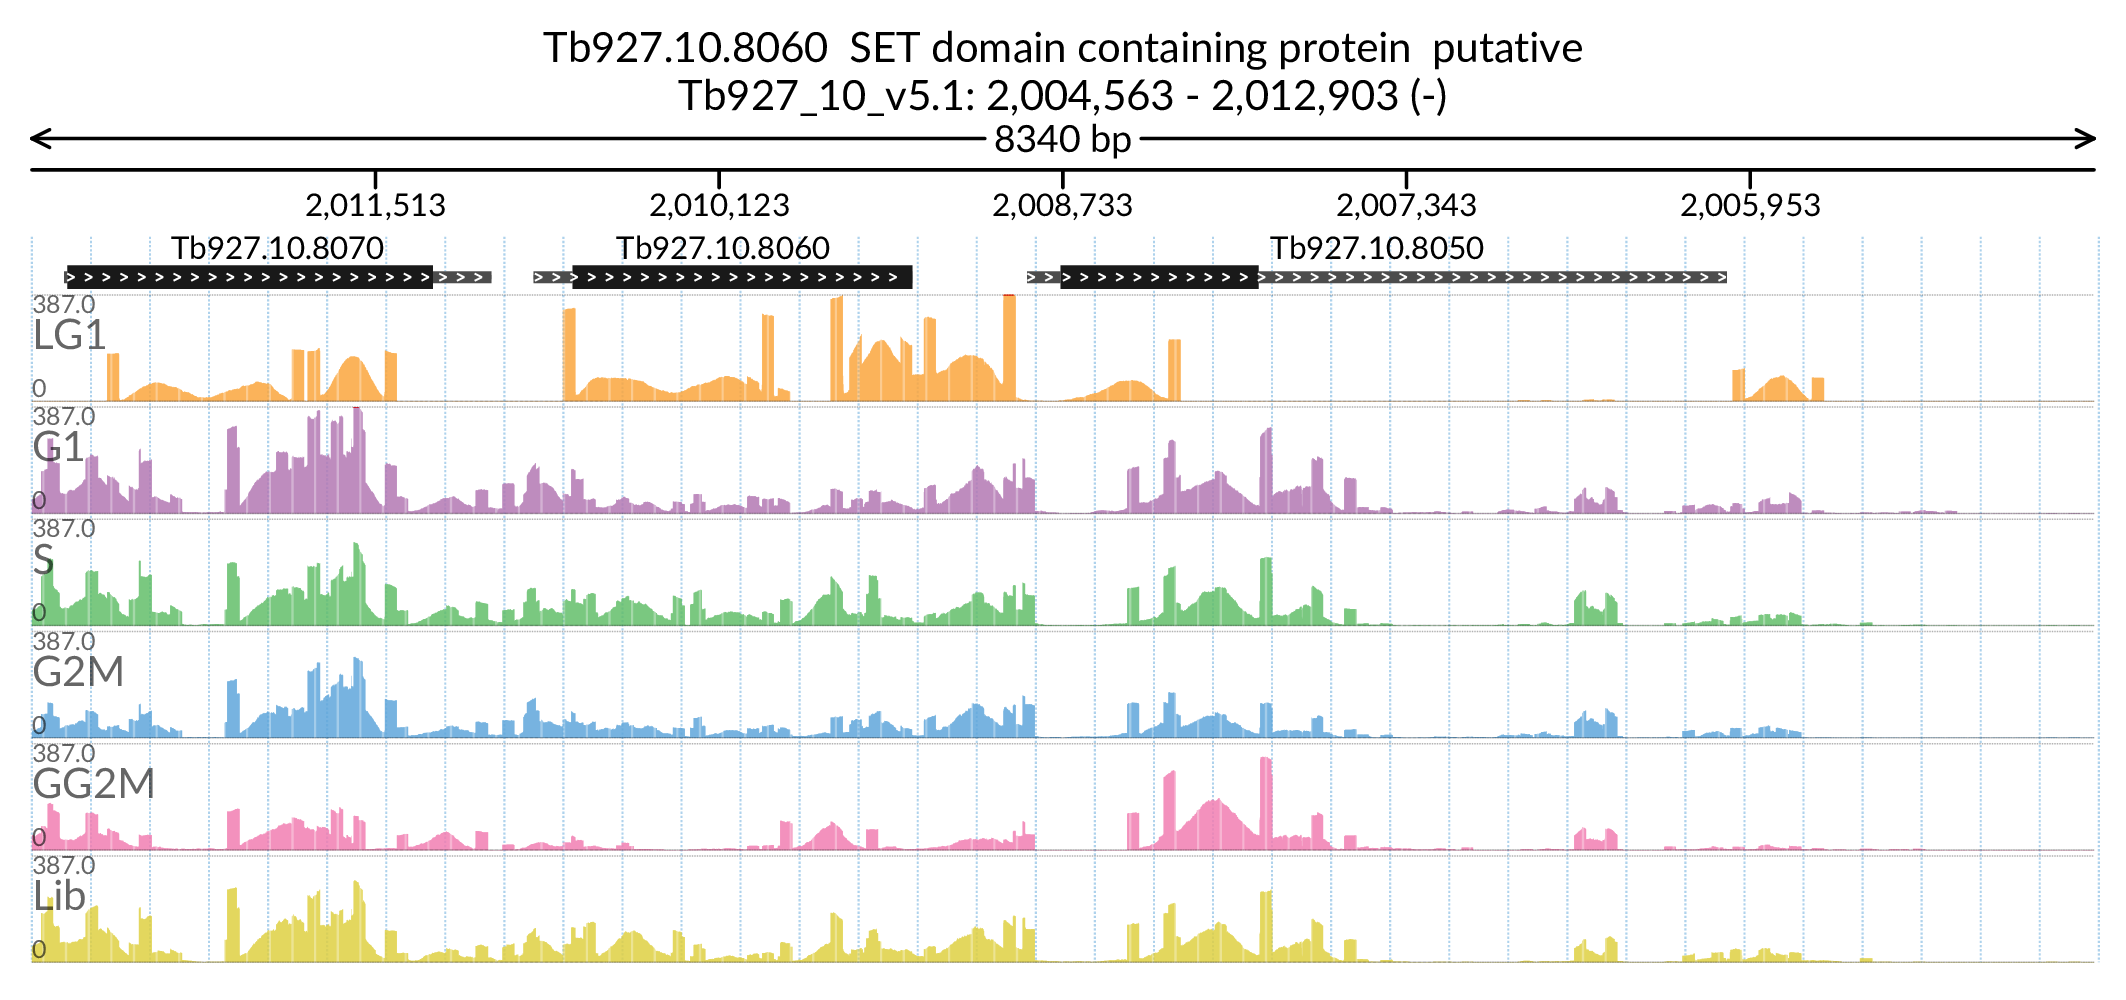 Tb927.10.8060  SET domain containing protein  putative
Tb927_10_v5.1: 2,004,563 - 2,012,903 (-)
8340 bp
2,011,513 2,010,123 2,008,733 2,007,343 2,005,953
Tb927.10.8070 Tb927.10.8060 Tb927.10.8050
387.0
LG1
0
387.0
G1
0
387.0
S
0
387.0
G2M
0
387.0
GG2M
0
387.0
Lib
0